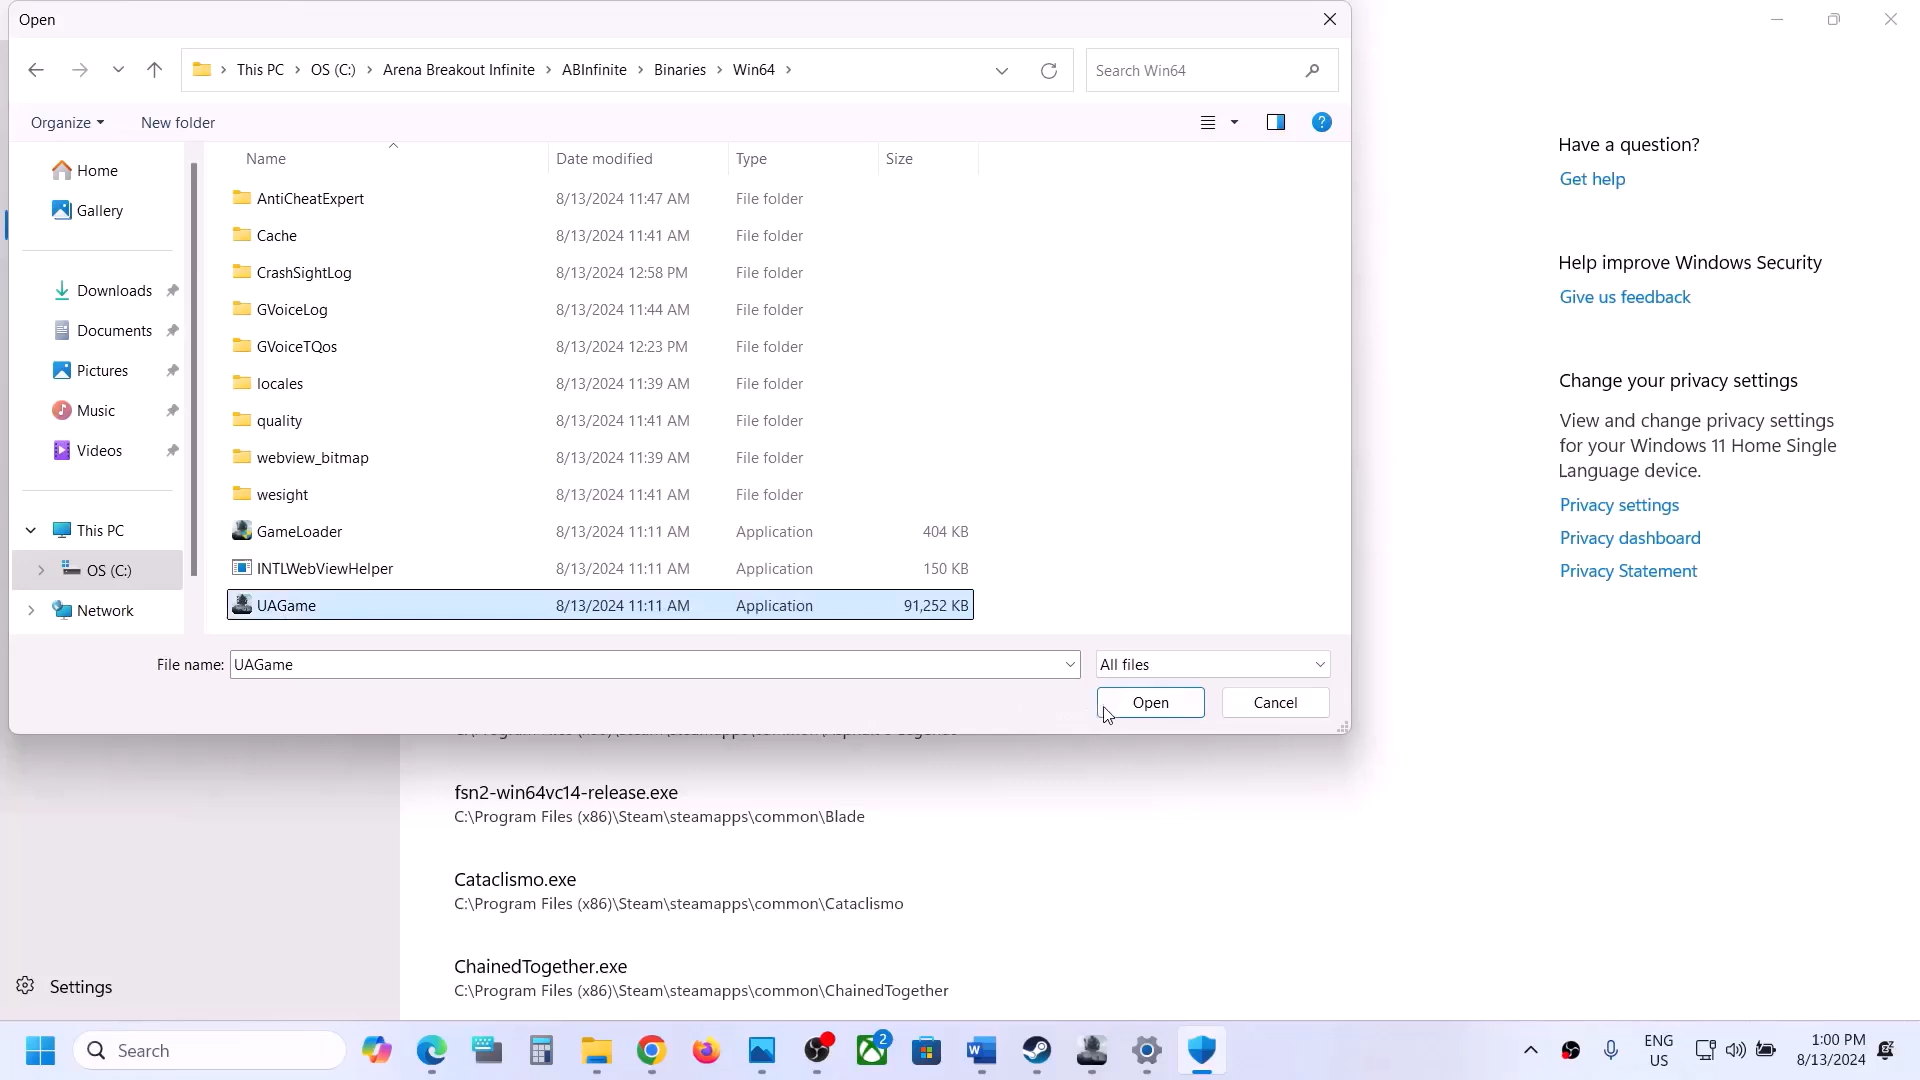 Open
This PC > OS (C:) > Arena Breakout Infinite > ABInfinite > Binaries > Win64 >
Search Win64
Organize
New folder
Name Date modified Type Size
Home
Gallery
Downloads
Documents
Pictures
Music
Videos
This PC
OS (C:)
Network
AntiCheatExpert 8/13/2024 11:47 AM File folder
Cache 8/13/2024 11:41 AM File folder
CrashSightLog 8/13/2024 12:58 PM File folder
GVoiceLog 8/13/2024 11:44 AM File folder
GVoiceTQos 8/13/2024 12:23 PM File folder
locales 8/13/2024 11:39 AM File folder
quality 8/13/2024 11:41 AM File folder
webview_bitmap 8/13/2024 11:39 AM File folder
wesight 8/13/2024 11:41 AM File folder
GameLoader 8/13/2024 11:11 AM Application 404 KB
INTLWebViewHelper 8/13/2024 11:11 AM Application 150 KB
UAGame 8/13/2024 11:11 AM Application 91,252 KB
File name: UAGame
All files
Open
Cancel
Have a question?
Get help
Help improve Windows Security
Give us feedback
Change your privacy settings
View and change privacy settings
for your Windows 11 Home Single
Language device.
Privacy settings
Privacy dashboard
Privacy Statement
fsn2-win64vc14-release.exe
C:\Program Files (x86)\Steam\steamapps\common\Blade
Cataclismo.exe
C:\Program Files (x86)\Steam\steamapps\common\Cataclismo
ChainedTogether.exe
C:\Program Files (x86)\Steam\steamapps\common\ChainedTogether
Settings
Search
2
ENG
US
1:00 PM
8/13/2024